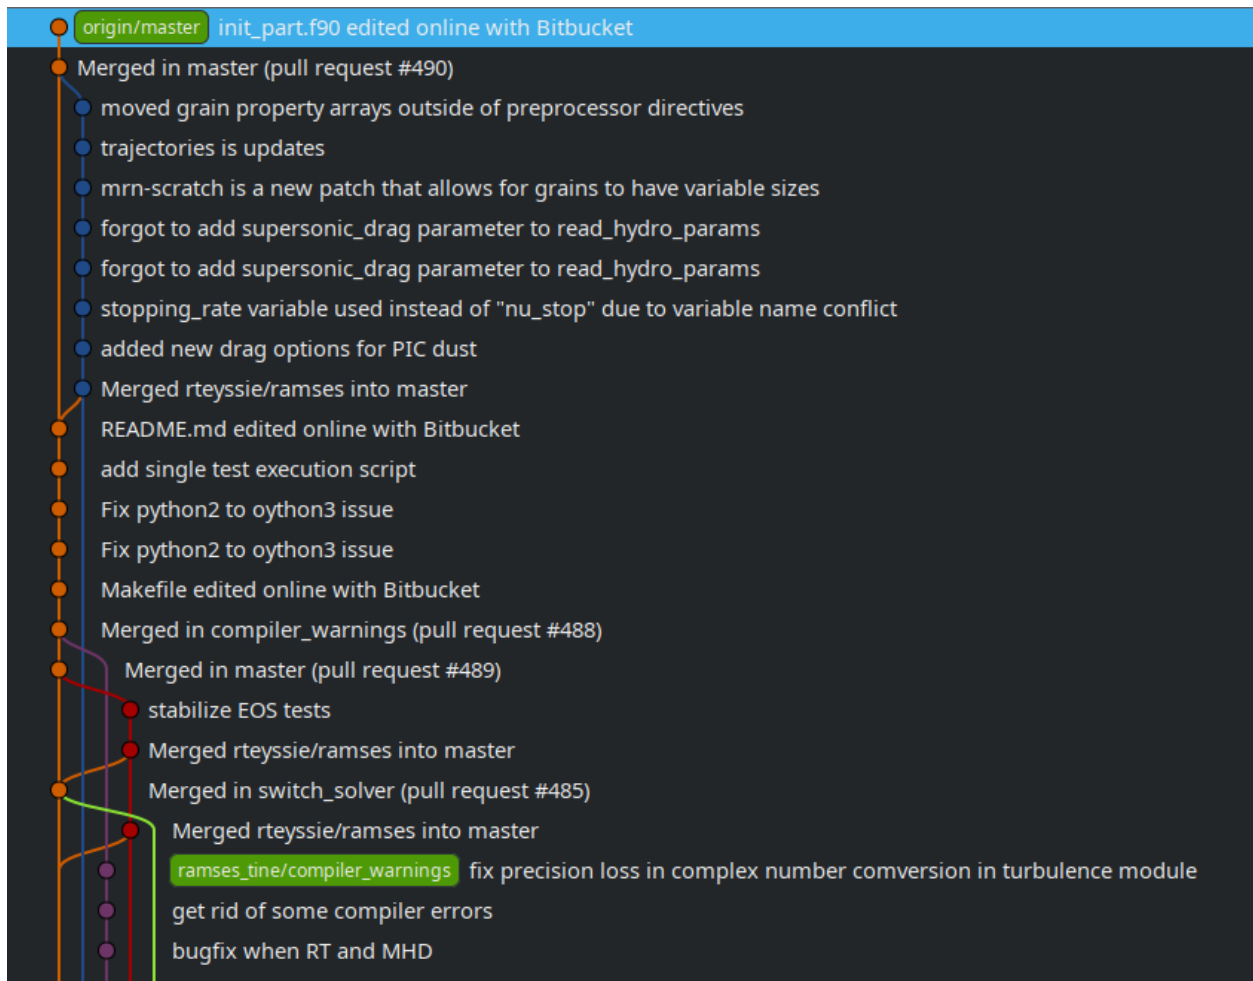 origin/master init_part.f90 edited online with Bitbucket
Merged in master (pull request #490)
moved grain property arrays outside of preprocessor directives
trajectories is updates
mrn-scratch is a new patch that allows for grains to have variable sizes
forgot to add supersonic_drag parameter to read_hydro_params
forgot to add supersonic_drag parameter to read_hydro_params
stopping_rate variable used instead of "nu_stop" due to variable name conflict
added new drag options for PIC dust
Merged rteyssie/ramses into master
README.md edited online with Bitbucket
add single test execution script
Fix python2 to oython3 issue
Fix python2 to oython3 issue
Makefile edited online with Bitbucket
Merged in compiler_warnings (pull request #488)
Merged in master (pull request #489)
stabilize EOS tests
Merged rteyssie/ramses into master
Merged in switch_solver (pull request #485)
Merged rteyssie/ramses into master
ramses_tine/compiler_warnings fix precision loss in complex number comversion in turbulence module
get rid of some compiler errors
bugfix when RT and MHD